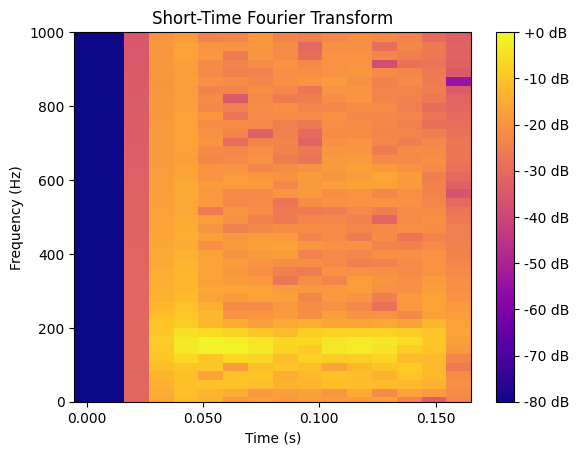 Short-Time Fourier Transform
1000
800
600
400
200
0
Frequency (Hz)
0.000
0.050
0.100
0.150
Time (s)
+0 dB
-10 dB
-20 dB
-30 dB
-40 dB
-50 dB
-60 dB
-70 dB
-80 dB